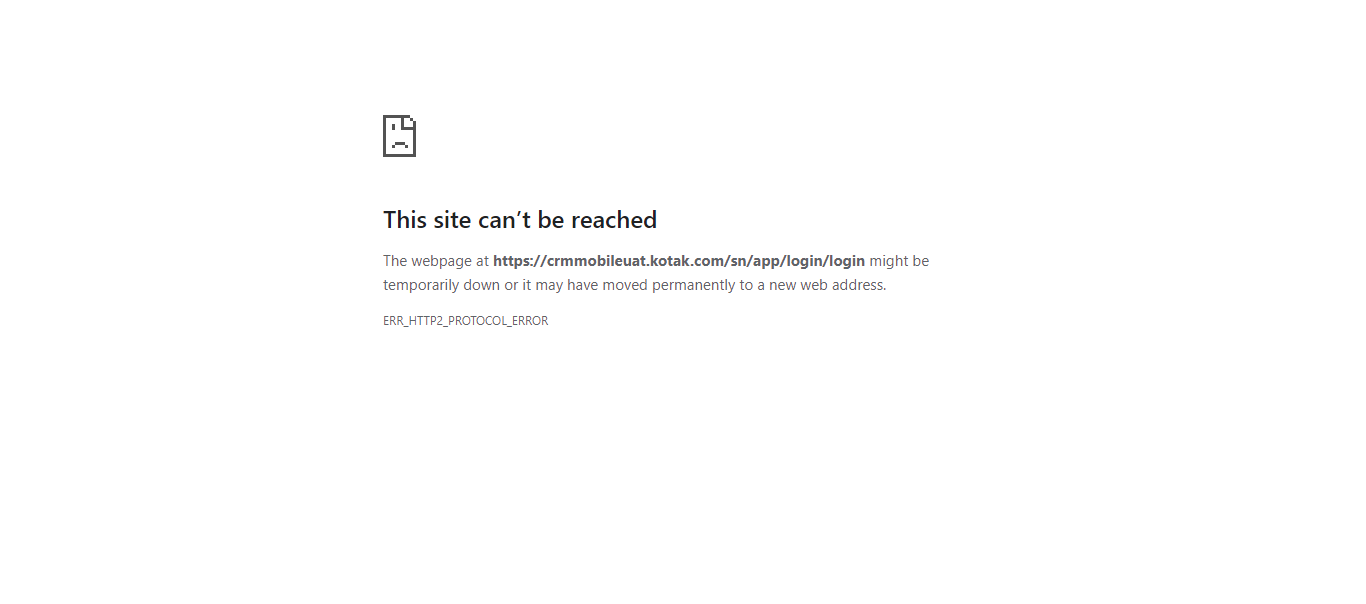 This site can’t be reached
The webpage at https://crmmobileuat.kotak.com/sn/app/login/login might be
temporarily down or it may have moved permanently to a new web address.
ERR_HTTP2_PROTOCOL_ERROR